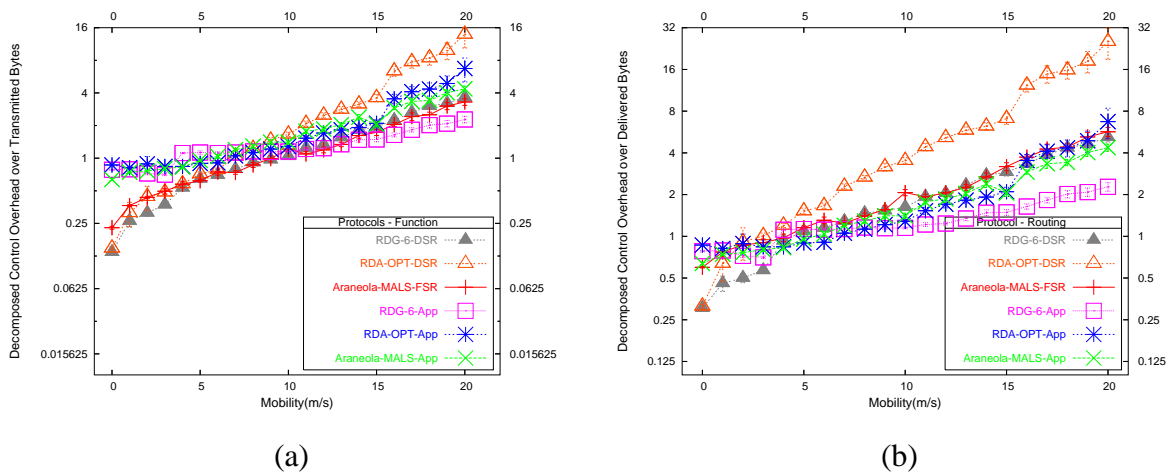 0 5 10 15 20
16 16
4 4
1 1
0.25 0.25
0.0625 0.0625
0.015625 0.015625
0 5 10 15 20
Decomposed Control Overhead over Transmitted Bytes
Mobility(m/s)
Protocols - Function
RDG-6-DSR
RDA-OPT-DSR
Araneola-MALS-FSR
RDG-6-App
RDA-OPT-App
Araneola-MALS-App
(a)
0 5 10 15 20
32 32
16 16
8 8
4 4
2 2
1 1
0.5 0.5
0.25 0.25
0.125 0.125
0 5 10 15 20
Decomposed Control Overhead over Delivered Bytes
Mobility(m/s)
Protocol - Routing
RDG-6-DSR
RDA-OPT-DSR
Araneola-MALS-FSR
RDG-6-App
RDA-OPT-App
Araneola-MALS-App
(b)